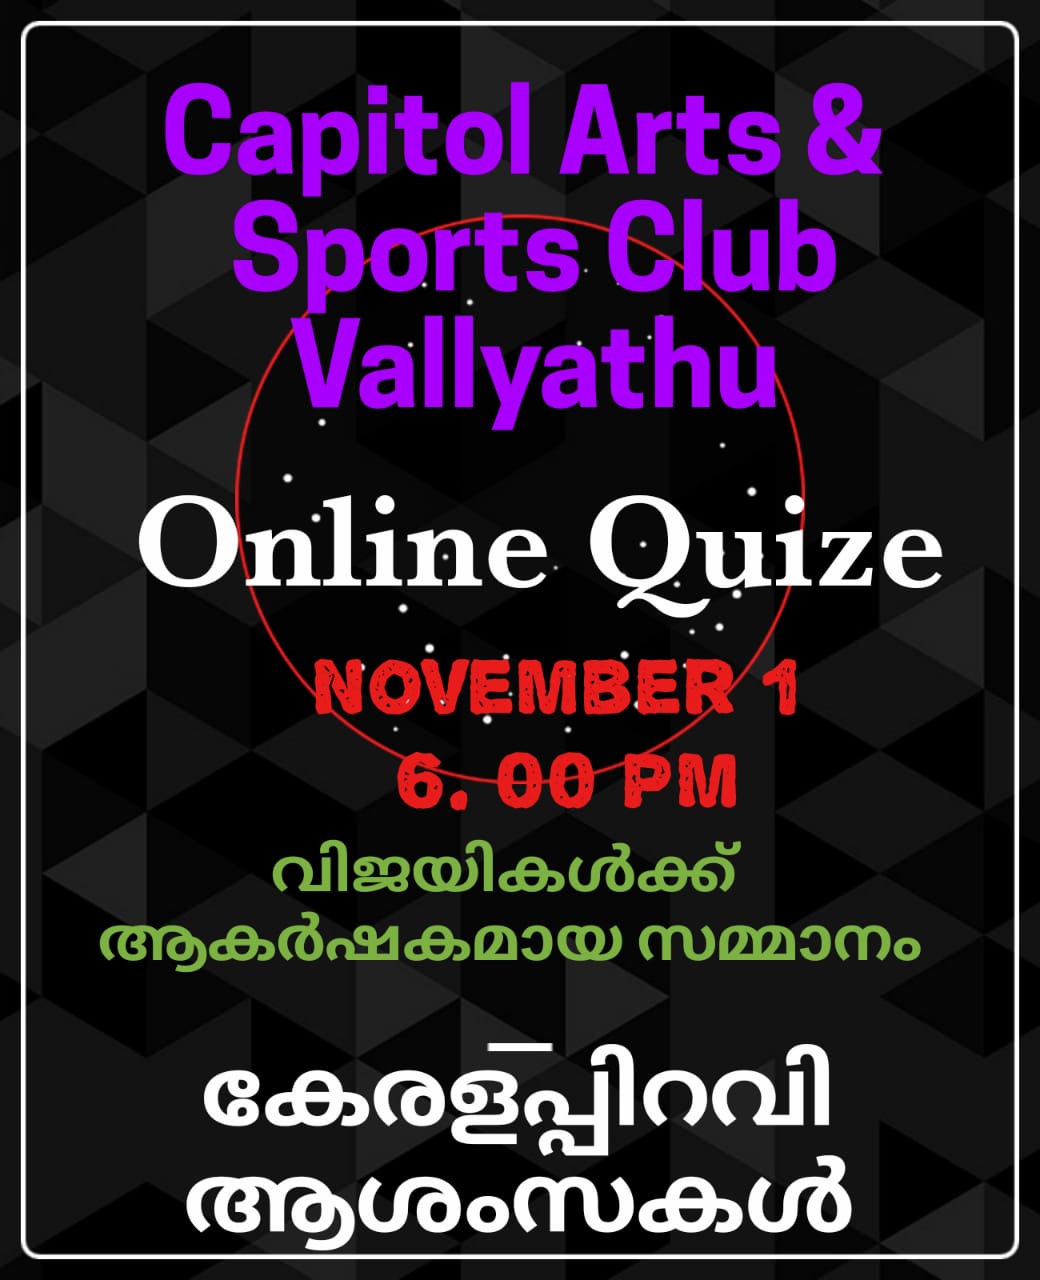 Capitol Arts &
Sports Club
Vallyathu
Online Quize
NOVEMBER 1
6. 00 PM
വിജയികൾക്ക്
ആകർഷകമായ സമ്മാനം
കേരളപ്പിറവി
ആശംസകൾ